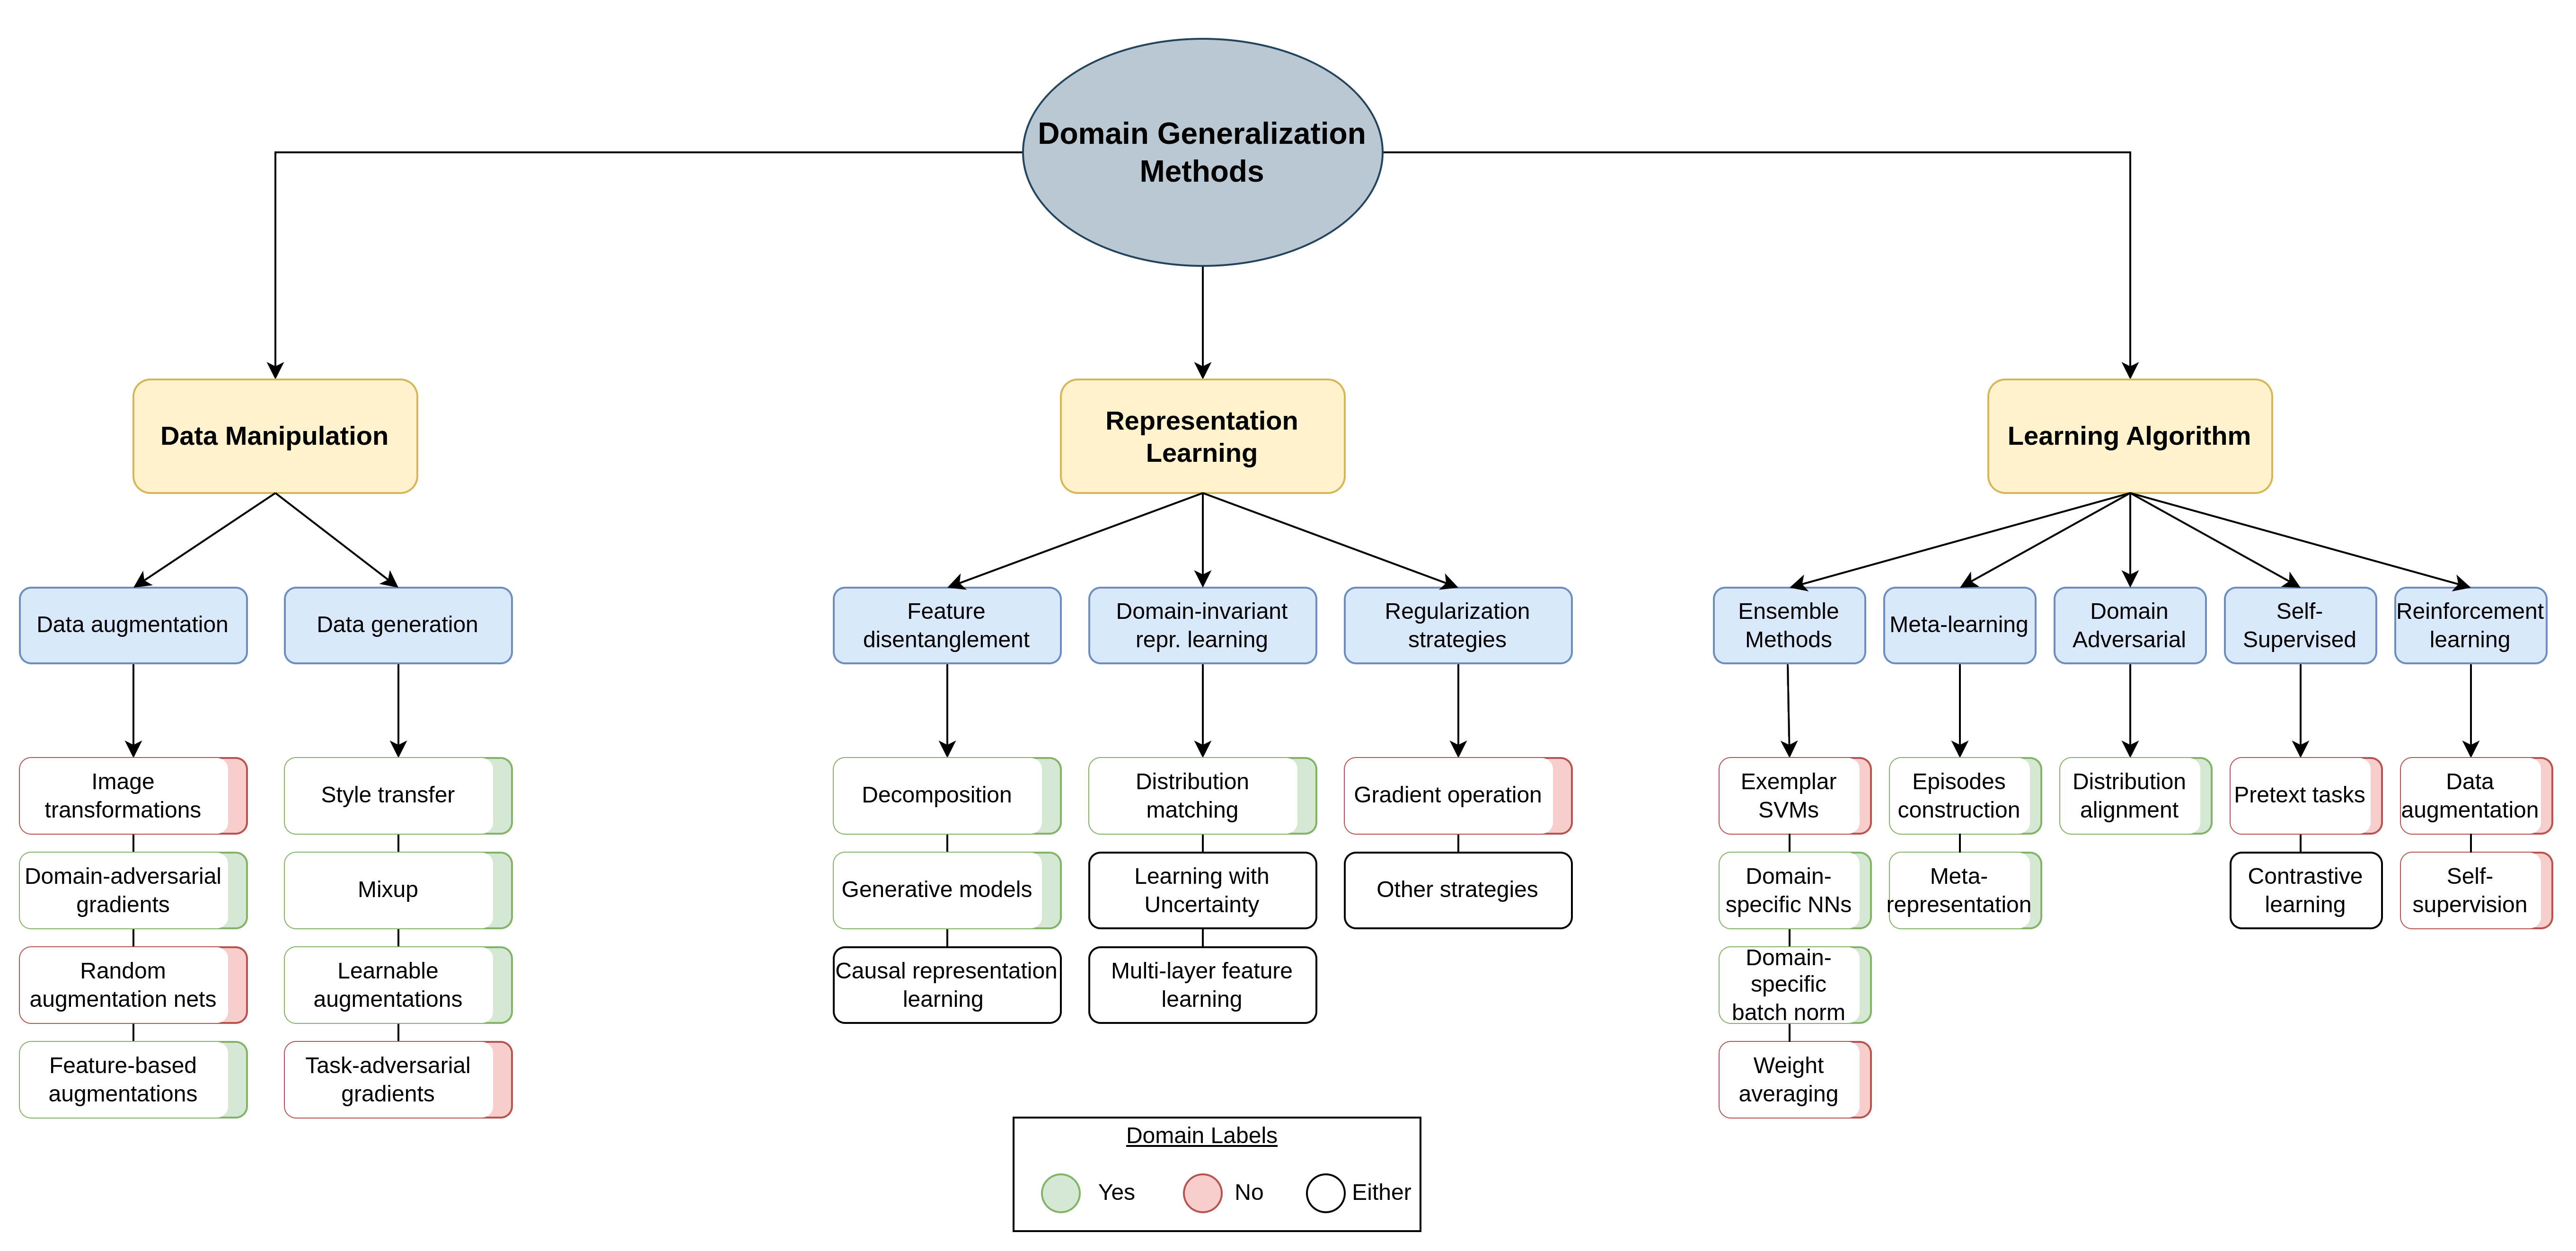 Domain Generalization
Methods
Data Manipulation
Representation
Learning
Learning Algorithm
Data augmentation
Data generation
Feature
disentanglement
Domain-invariant
repr. learning
Regularization
strategies
Ensemble
Methods
Meta-learning
Domain
Adversarial
Self-
Supervised
Reinforcement
learning
Image
transformations
Domain-adversarial
gradients
Random
augmentation nets
Feature-based
augmentations
Style transfer
Mixup
Learnable
augmentations
Task-adversarial
gradients
Decomposition
Generative models
Causal representation
learning
Distribution
matching
Learning with
Uncertainty
Multi-layer feature
learning
Gradient operation
Other strategies
Exemplar
SVMs
Domain-
specific NNs
Domain-
specific
batch norm
Weight
averaging
Episodes
construction
Meta-
representation
Distribution
alignment
Pretext tasks
Contrastive
learning
Data
augmentation
Self-
supervision
Domain Labels
Yes
No
Either